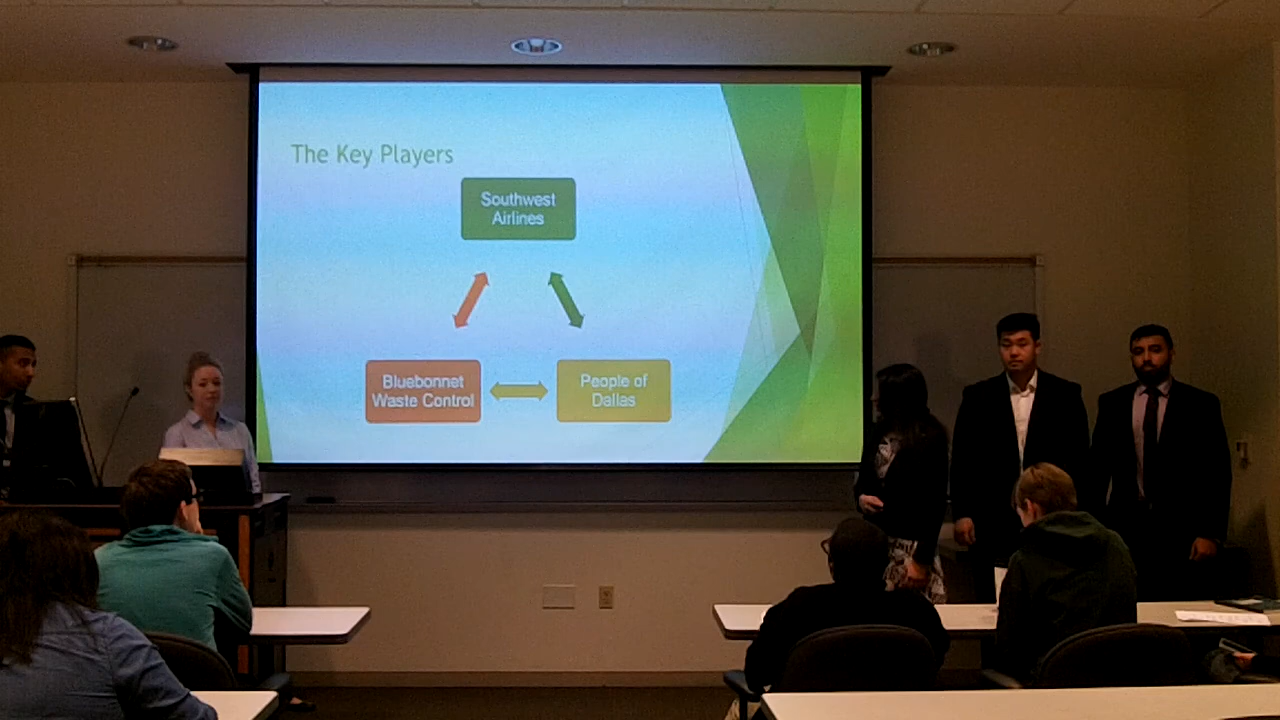 The Key Players
Southwest
Airlines
Bluebonnet
Waste Control
People of
Dallas